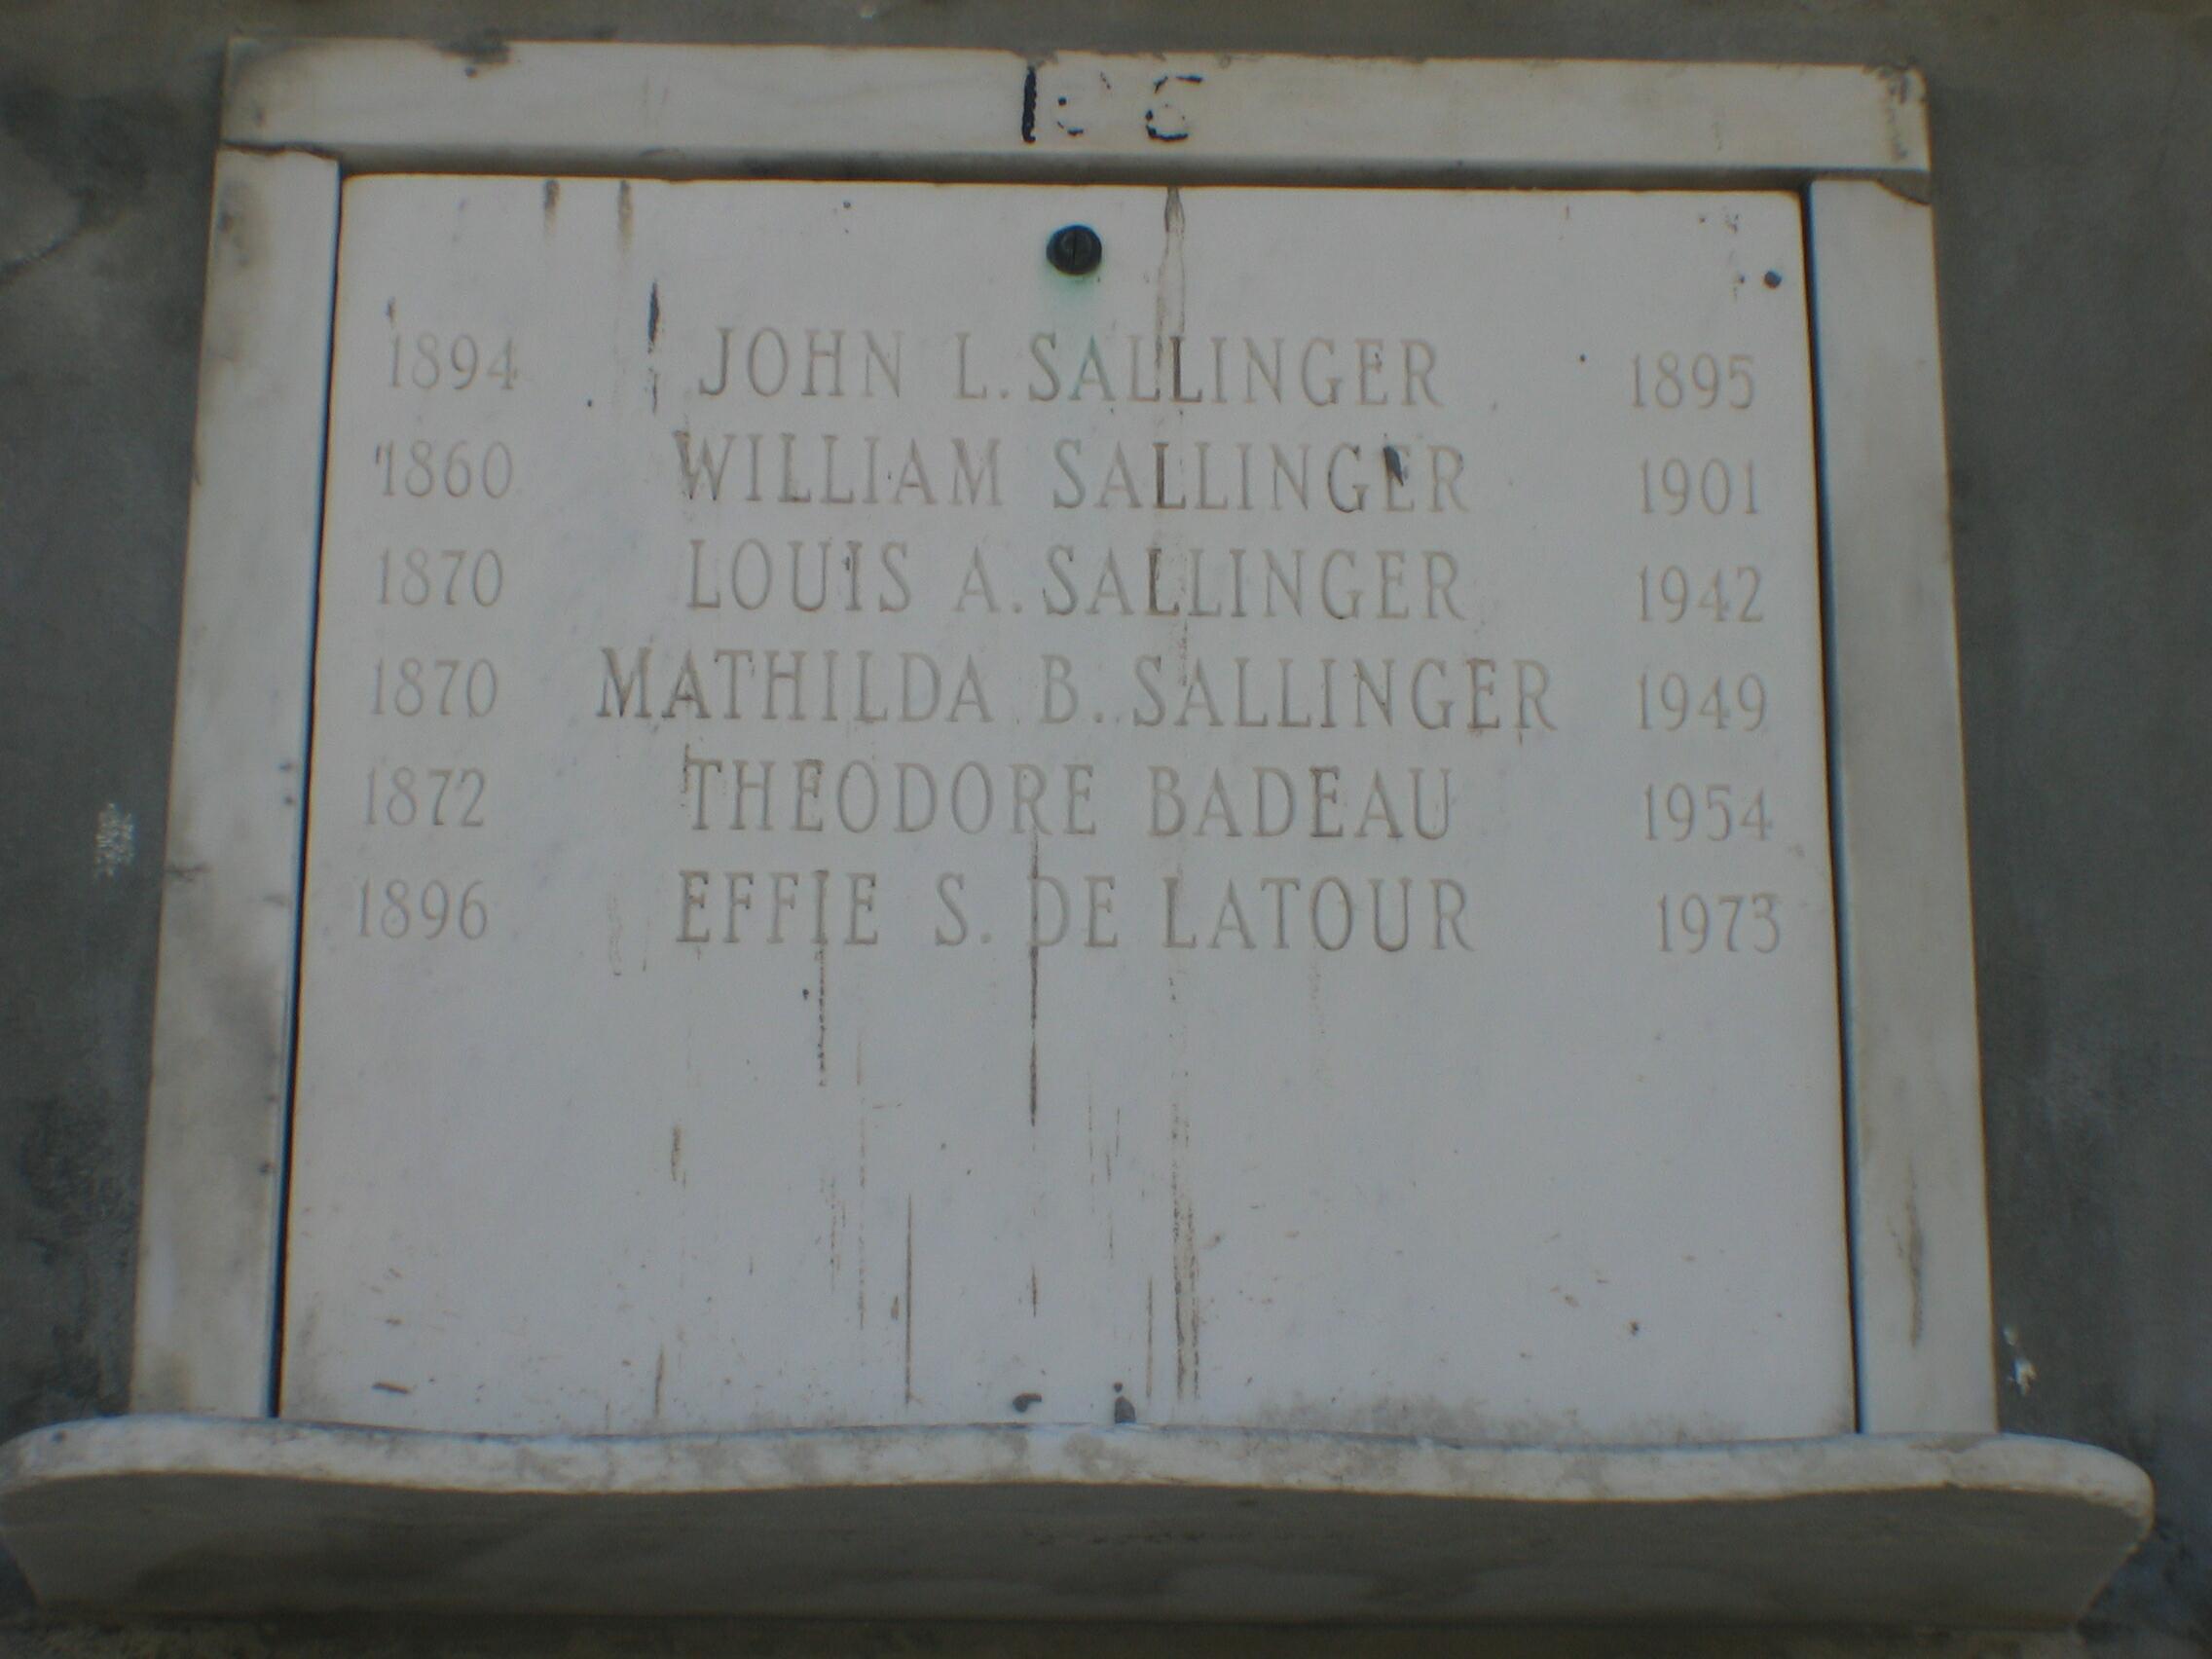 1894 JOHN L. SALLINGER 1895
1860 WILLIAM SALLINGER 1901
1870 LOUIS A. SALLINGER 1942
1870 MATHILDA B. SALLINGER 1949
1872 THEODORE BADEAU 1954
1896 EFFIE S. DE LATOUR 1973